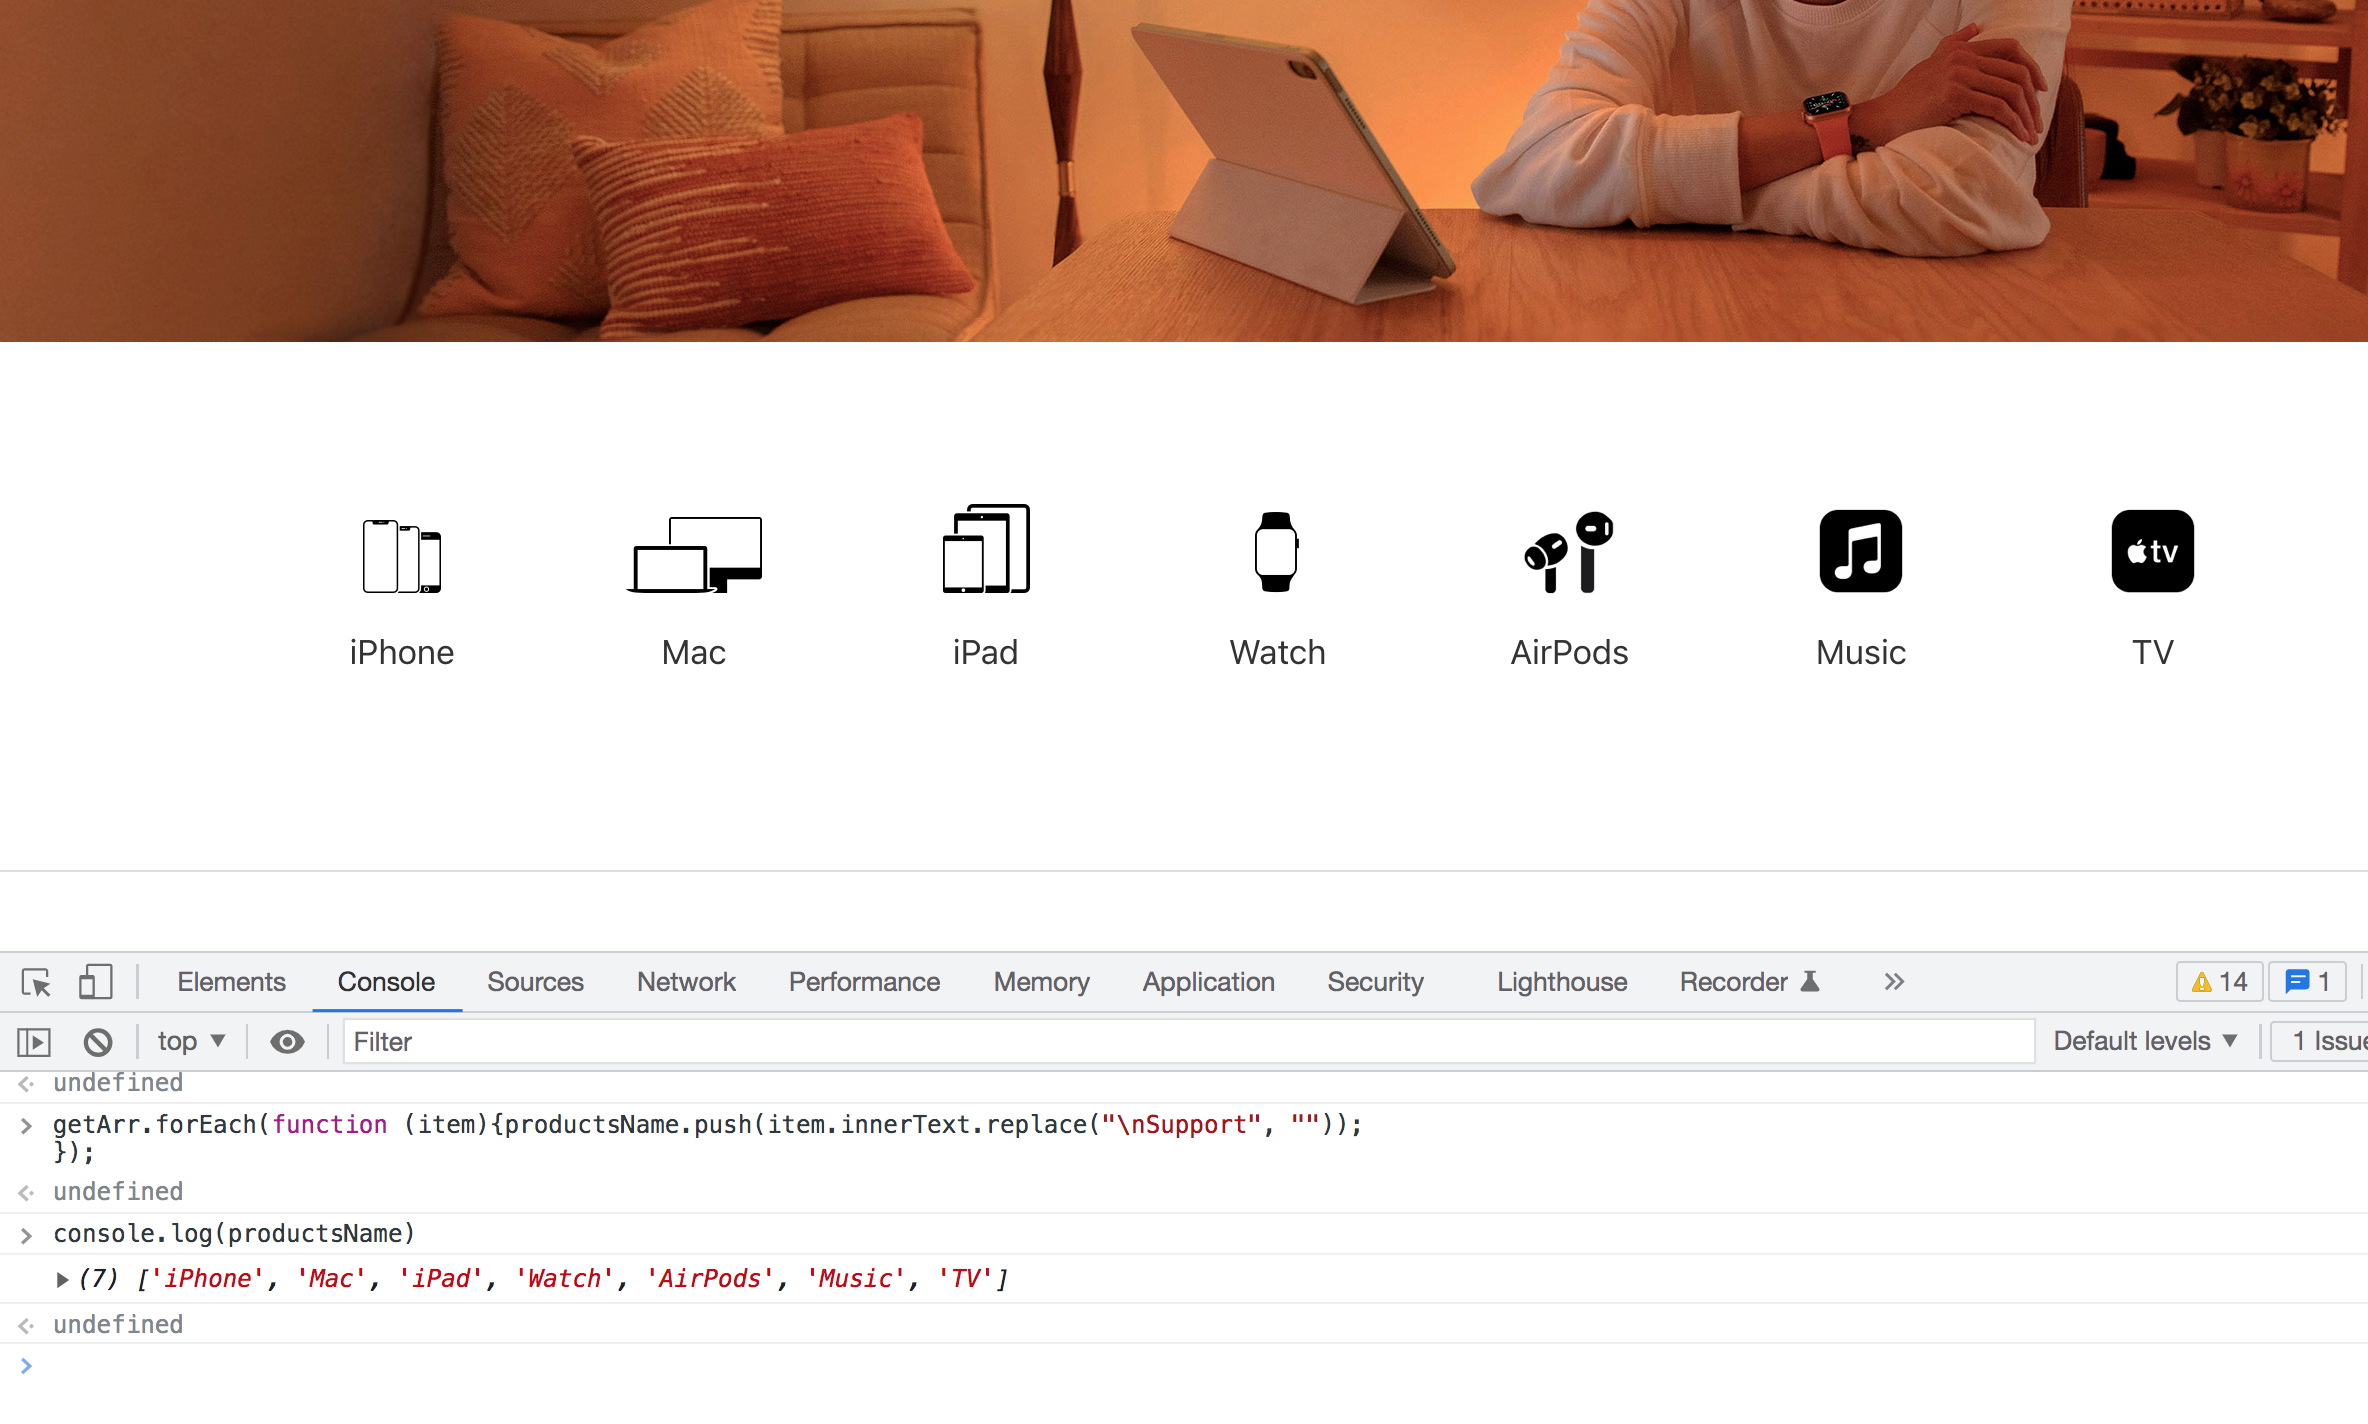 tv
iPhone Mac iPad Watch AirPods Music TV
Elements Console Sources Network Performance Memory Application Security Lighthouse Recorder 14 1
top Filter Default levels 1 Issue
undefined
getArr.forEach(function (item){productsName.push(item.innerText.replace("\nSupport", ""));
});
undefined
console.log(productsName)
(7) ['iPhone', 'Mac', 'iPad', 'Watch', 'AirPods', 'Music', 'TV']
undefined